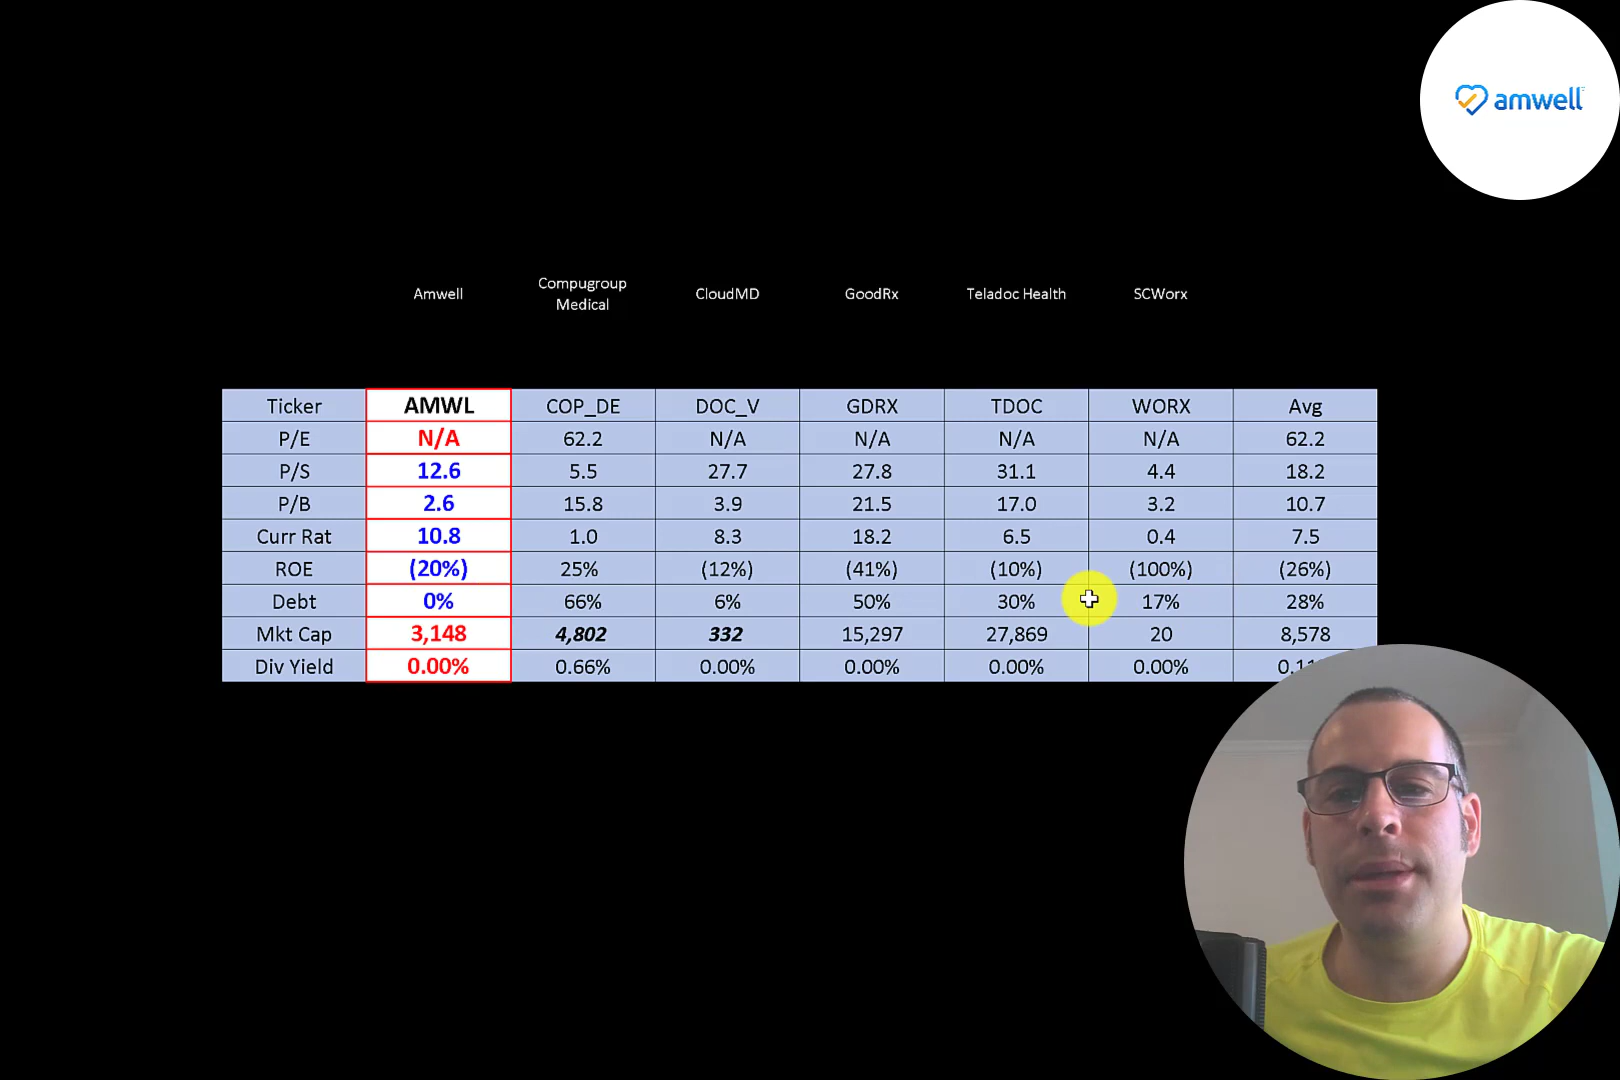 amwell
Amwell
Compugroup
Medical
CloudMD
GoodRx
Teladoc Health
SCWorx
Ticker AMWL COP_DE DOC_V GDRX TDOC WORX Avg
P/E N/A 62.2 N/A N/A N/A N/A 62.2
P/S 12.6 5.5 27.7 27.8 31.1 4.4 18.2
P/B 2.6 15.8 3.9 21.5 17.0 3.2 10.7
Curr Rat 10.8 1.0 8.3 18.2 6.5 0.4 7.5
ROE (20%) 25% (12%) (41%) (10%) (100%) (26%)
Debt 0% 66% 6% 50% 30% 17% 28%
Mkt Cap 3,148 4,802 332 15,297 27,869 20 8,578
Div Yield 0.00% 0.66% 0.00% 0.00% 0.00% 0.00%